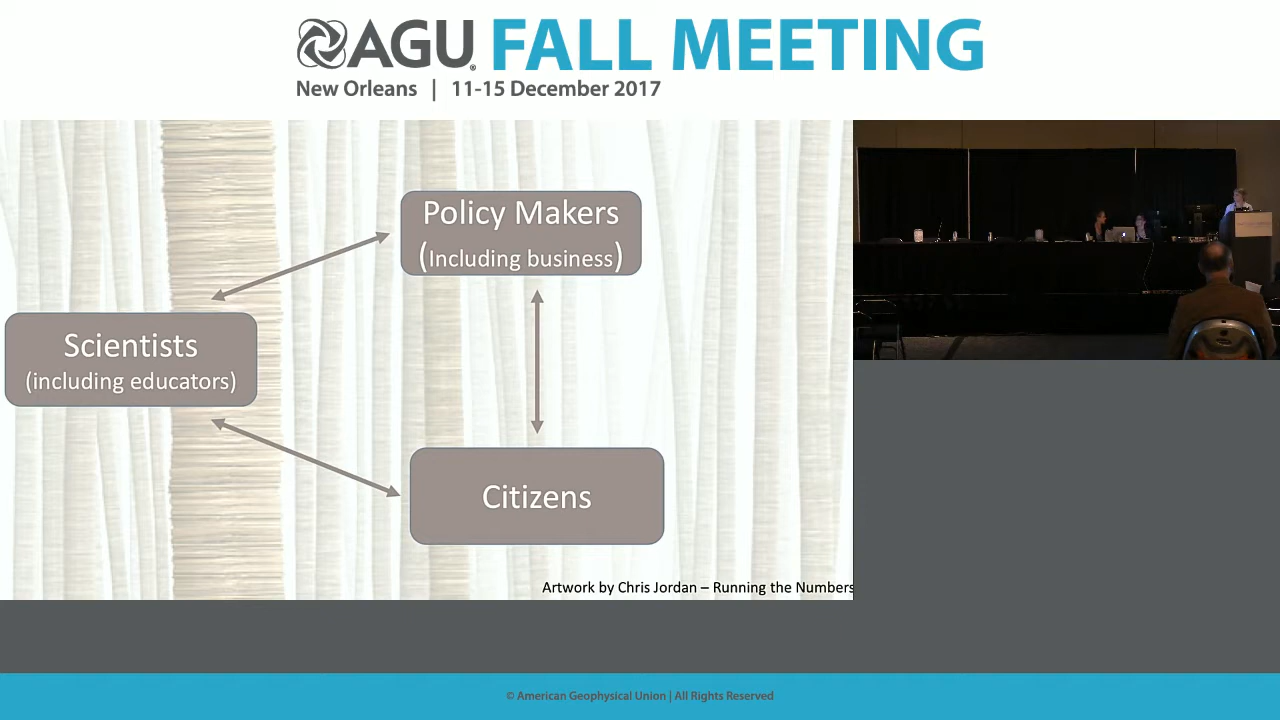 AGU FALL MEETING
New Orleans | 11-15 December 2017
Policy Makers
(Including business)
Scientists
(including educators)
Citizens
Artwork by Chris Jordan – Running the Numbers
© American Geophysical Union | All Rights Reserved